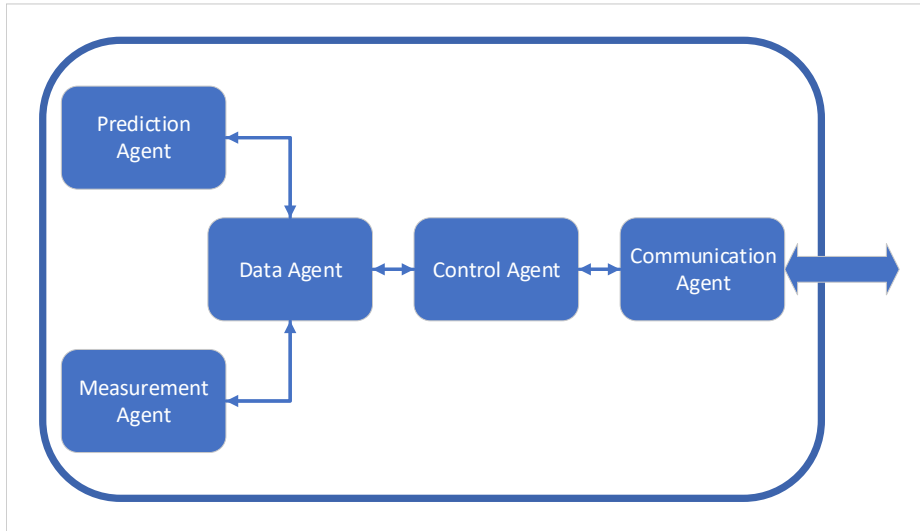 Prediction
Agent
Data Agent
Control Agent
Communication
Agent
Measurement
Agent